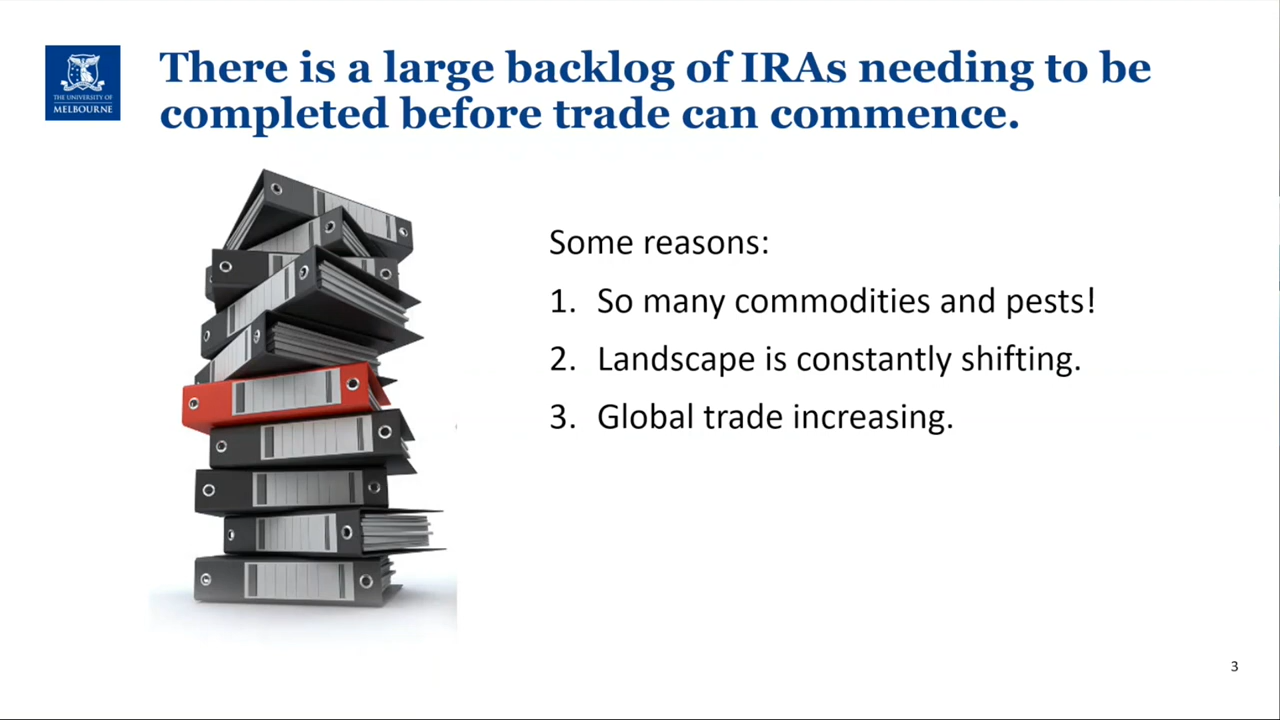 There is a large backlog of IRAs needing to be
completed before trade can commence.
THE UNIVERSITY OF
MELBOURNE
Some reasons:
1. So many commodities and pests!
2. Landscape is constantly shifting.
3. Global trade increasing.
3